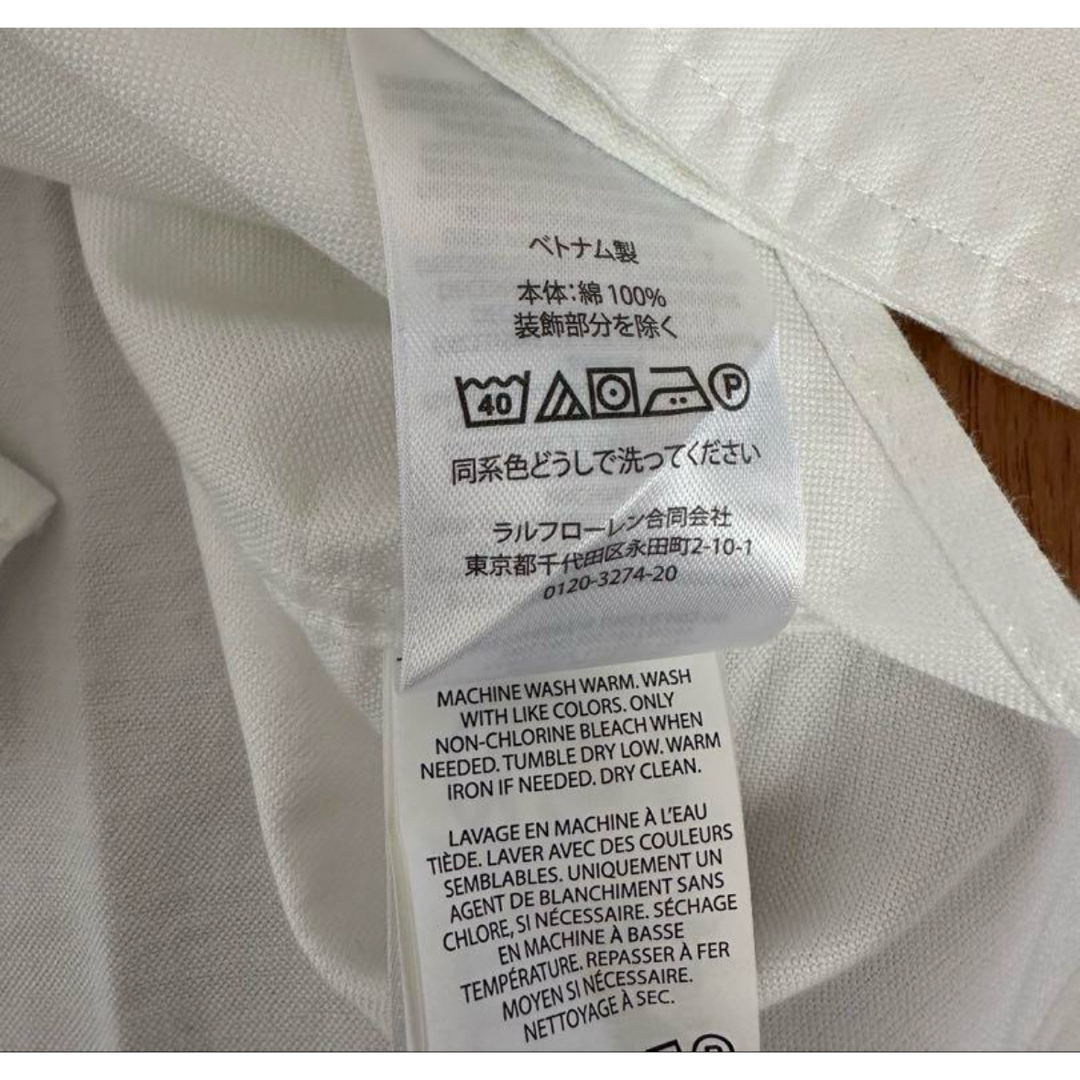 ベトナム製
本体:綿 100%
装飾部分を除く
40 P
同系色どうしで洗ってください
ラルフローレン合同会社
東京都千代田区永田町2-10-1
0120-3274-20
MACHINE WASH WARM. WASH
WITH LIKE COLORS. ONLY
NON-CHLORINE BLEACH WHEN
NEEDED. TUMBLE DRY LOW. WARM
IRON IF NEEDED. DRY CLEAN.
LAVAGE EN MACHINE À L'EAU
TIÈDE. LAVER AVEC DES COULEURS
SEMBLABLES. UNIQUEMENT UN
AGENT DE BLANCHIMENT SANS
CHLORE, SI NÉCESSAIRE. SÉCHAGE
EN MACHINE À BASSE
TEMPÉRATURE. REPASSER À FER
MOYEN SI NÉCESSAIRE.
NETTOYAGE À SEC.
P